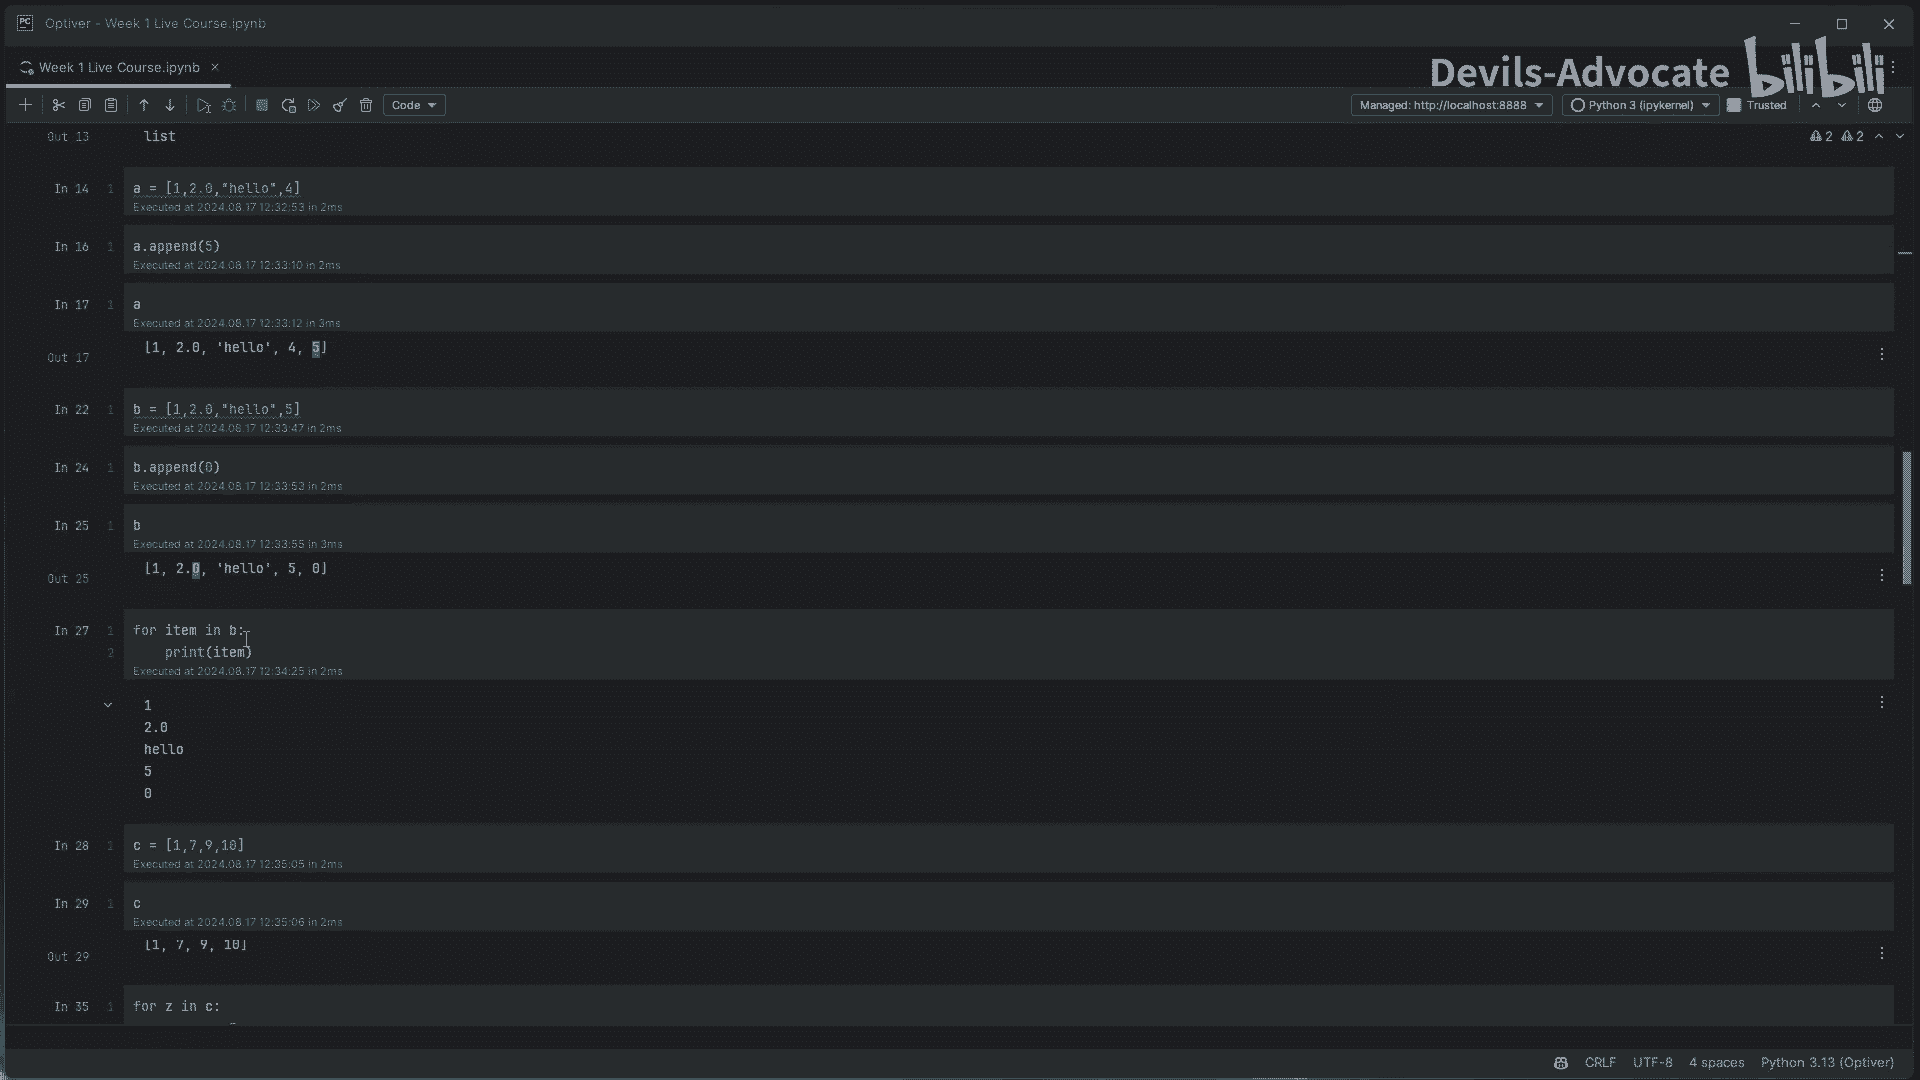 PC Optiver - Week 1 Live Course.ipynb
Week 1 Live Course.ipynb
Devils-Advocate bilibili
Code
Managed: http://localhost:8888
Python 3 (ipykernel)
Trusted
Out 13
list
2 2
In 14 1 a = [1,2.0,"hello",4]
Executed at 2024.08.17 12:32:53 in 2ms
In 16 1 a.append(5)
Executed at 2024.08.17 12:33:10 in 2ms
In 17 1 a
Executed at 2024.08.17 12:33:12 in 3ms
[1, 2.0, 'hello', 4, 5]
Out 17
In 22 1 b = [1,2.0,"hello",5]
Executed at 2024.08.17 12:33:47 in 2ms
In 24 1 b.append(0)
Executed at 2024.08.17 12:33:53 in 2ms
In 25 1 b
Executed at 2024.08.17 12:33:55 in 3ms
[1, 2.0, 'hello', 5, 0]
Out 25
In 27 1 for item in b:
2 print(item)
Executed at 2024.08.17 12:34:25 in 2ms
1
2.0
hello
5
0
In 28 1 c = [1,7,9,10]
Executed at 2024.08.17 12:35:05 in 2ms
In 29 1 c
Executed at 2024.08.17 12:35:06 in 2ms
[1, 7, 9, 10]
Out 29
In 35 1 for z in c:
CRLF UTF-8 4 spaces Python 3.13 (Optiver)